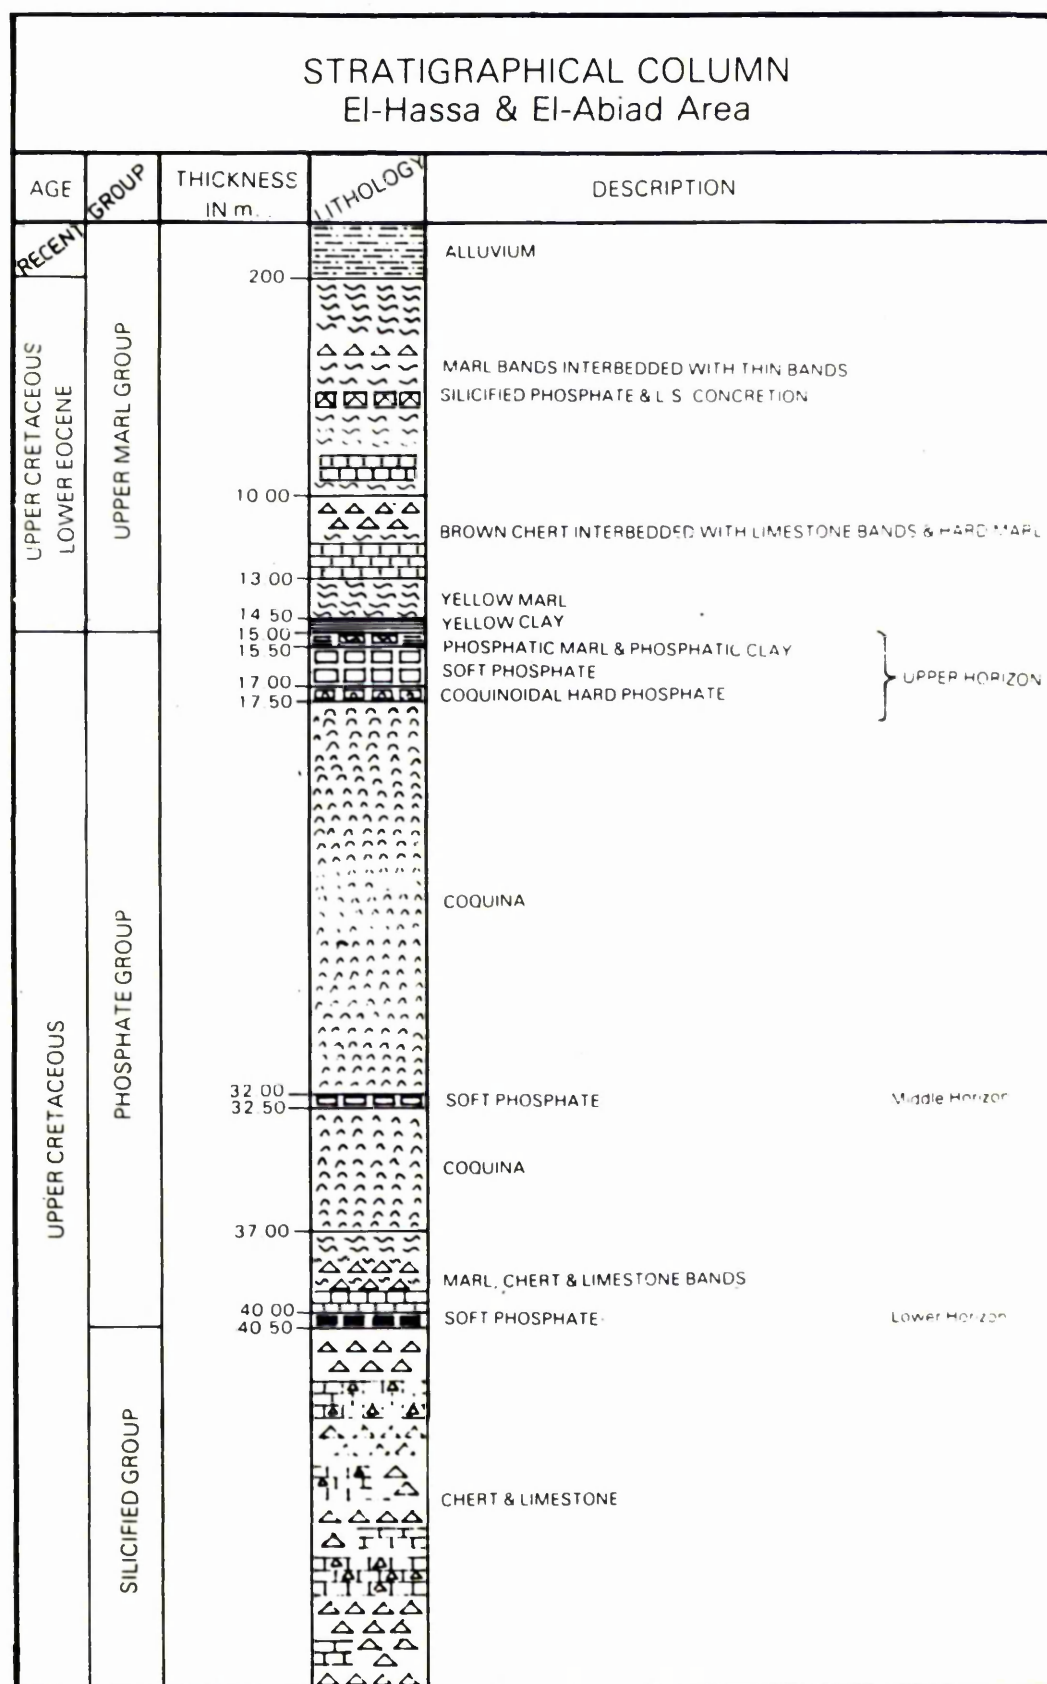 STRATIGRAPHICAL COLUMN
El-Hassa & El-Abiad Area
AGE
GROUP
THICKNESS
IN m.
LITHOLOGY
DESCRIPTION
RECENT
UPPER CRETACEOUS
LOWER EOCENE
UPPER CRETACEOUS
UPPER MARL GROUP
PHOSPHATE GROUP
SILICIFIED GROUP
ALLUVIUM
200
MARL BANDS INTERBEDDED WITH THIN BANDS
SILICIFIED PHOSPHATE & L S. CONCRETION
10 00
BROWN CHERT INTERBEDDED WITH LIMESTONE BANDS & HARD MARL
13 00
YELLOW MARL
14 50
YELLOW CLAY
15.00
PHOSPHATIC MARL & PHOSPHATIC CLAY
15 50
SOFT PHOSPHATE
UPPER HORIZON
17 00
COQUINOIDAL HARD PHOSPHATE
17.50
COQUINA
32 00
SOFT PHOSPHATE Middle Horizon
32.50
COQUINA
37 00
MARL, CHERT & LIMESTONE BANDS
40 00
SOFT PHOSPHATE Lower Horizon
40 50
CHERT & LIMESTONE